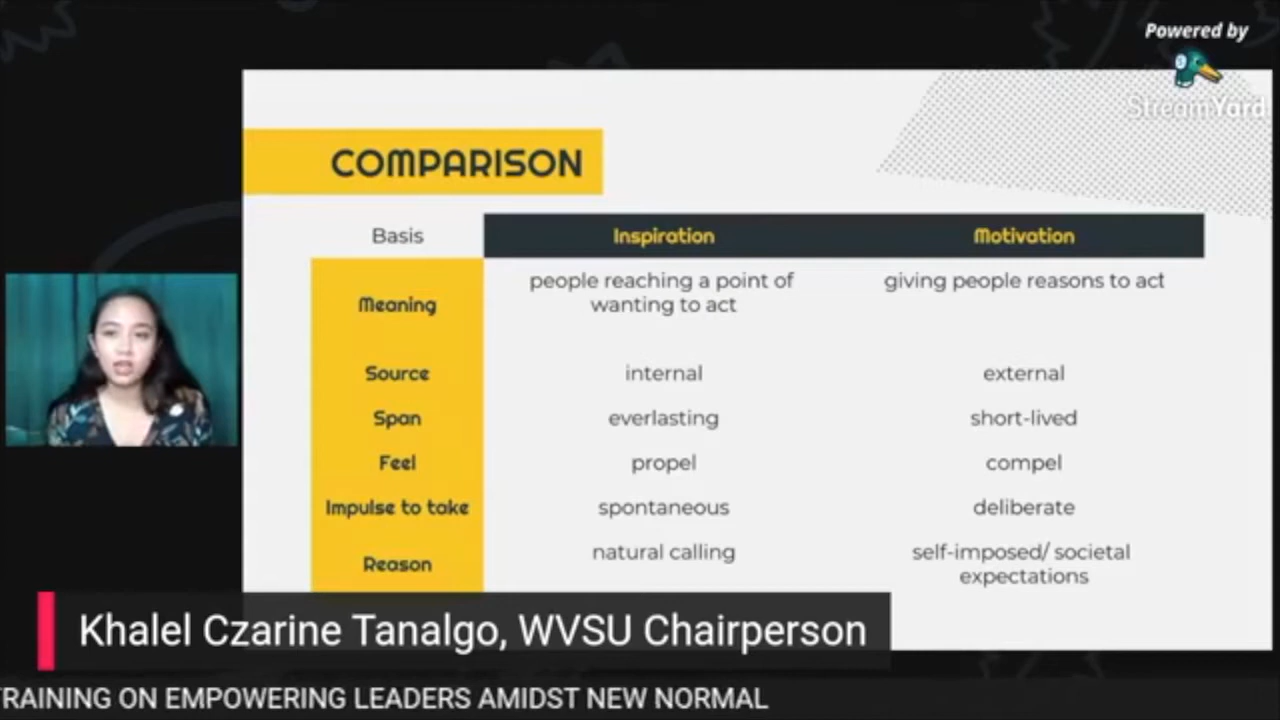 Powered by
StreamYard
COMPARISON
Basis Inspiration Motivation
Meaning people reaching a point of wanting to act giving people reasons to act
Source internal external
Span everlasting short-lived
Feel propel compel
Impulse to take spontaneous deliberate
Reason natural calling self-imposed/ societal expectations
Khalel Czarine Tanalgo, WVSU Chairperson
RAINING ON EMPOWERING LEADERS AMIDST NEW NORMAL